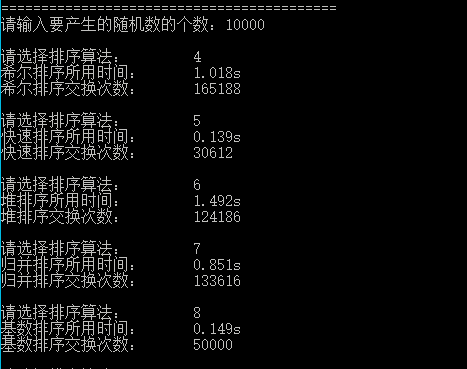 ==========================================
请输入要产生的随机数的个数：10000
请选择排序算法： 4
希尔排序所用时间： 1.018s
希尔排序交换次数： 165188
请选择排序算法： 5
快速排序所用时间： 0.139s
快速排序交换次数： 30612
请选择排序算法： 6
堆排序所用时间： 1.492s
堆排序交换次数： 124186
请选择排序算法： 7
归并排序所用时间： 0.851s
归并排序交换次数： 133616
请选择排序算法： 8
基数排序所用时间： 0.149s
基数排序交换次数： 50000